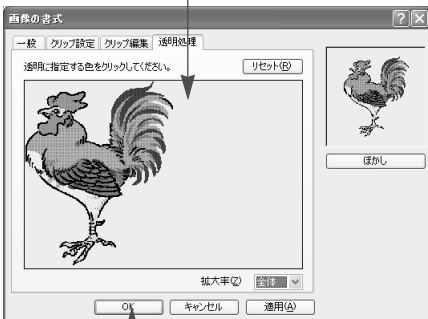 画像の書式
一般 クリップ設定 クリップ編集 透明処理
透明に指定する色をクリックしてください。 リセット(R)
ぼかし
拡大率(Z) 全体
OK キャンセル 適用(A)